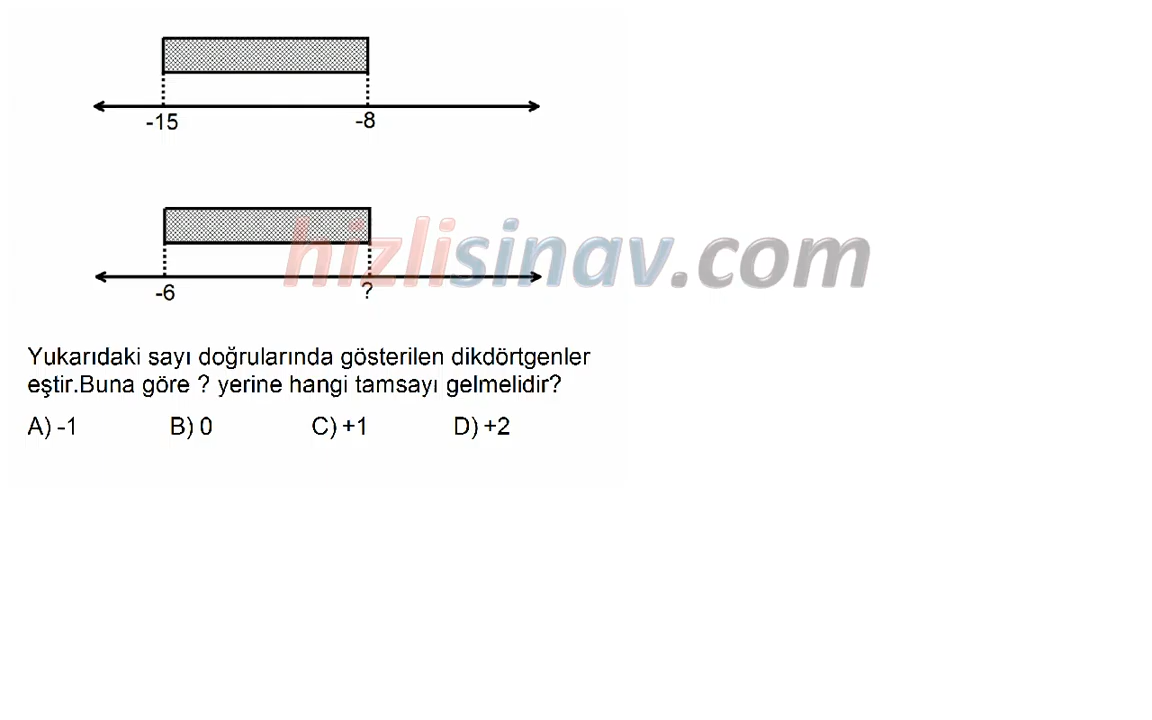 -15
-8
hizlisinav.com
-6
?
Yukarıdaki sayı doğrularında gösterilen dikdörtgenler
eştir.Buna göre ? yerine hangi tamsayı gelmelidir?
A) -1 B) 0 C) +1 D) +2